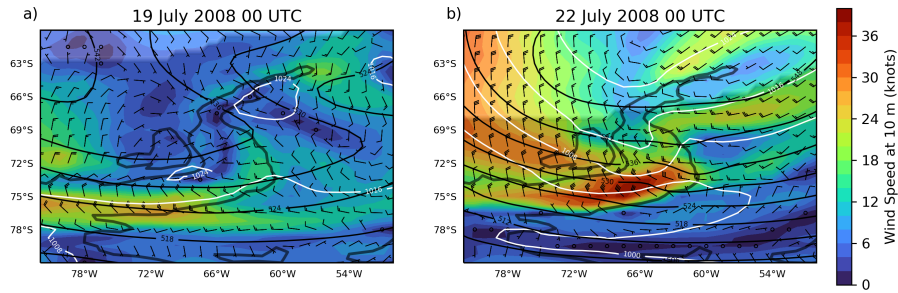 a) 19 July 2008 00 UTC
b) 22 July 2008 00 UTC
63°S
66°S
69°S
72°S
75°S
78°S
78°W 72°W 66°W 60°W 54°W
1024
1024
1016
1008
524
518
63°S
66°S
69°S
72°S
75°S
78°S
78°W 72°W 66°W 60°W 54°W
530
524
518
1000
36
30
24
18
12
6
0
Wind Speed at 10 m (knots)